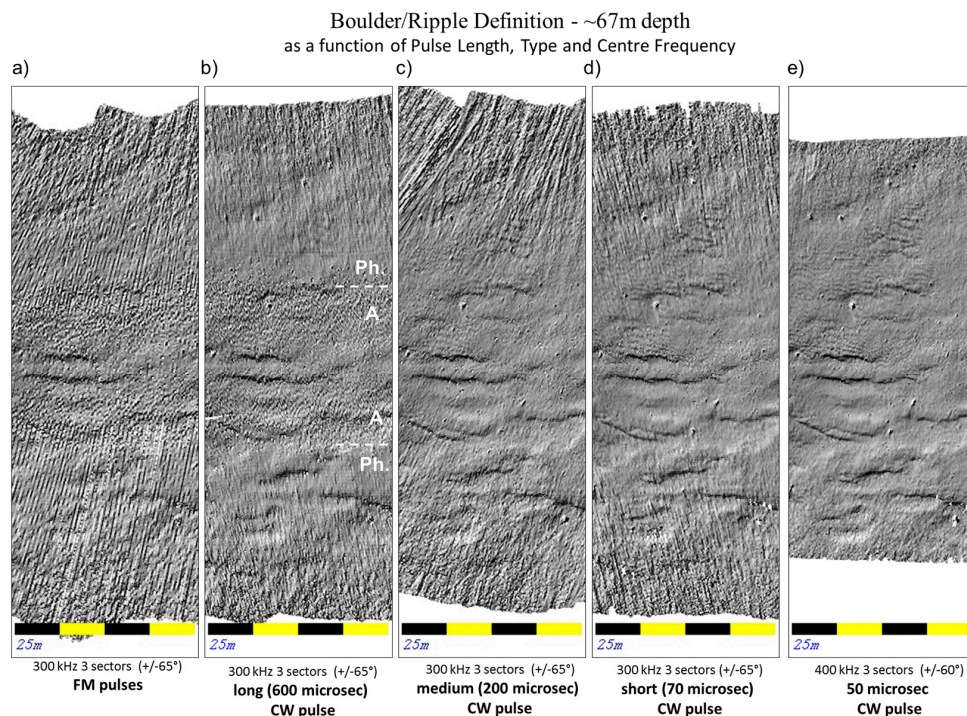 Boulder/Ripple Definition - ~67m depth
as a function of Pulse Length, Type and Centre Frequency
a)
b)
c)
d)
e)
Ph.
A
A
Ph.
25m
25m
25m
25m
25m
300 kHz 3 sectors (+/-65°)
FM pulses
300 kHz 3 sectors (+/-65°)
long (600 microsec)
CW pulse
300 kHz 3 sectors (+/-65°)
medium (200 microsec)
CW pulse
300 kHz 3 sectors (+/-65°)
short (70 microsec)
CW pulse
400 kHz 3 sectors (+/-60°)
50 microsec
CW pulse